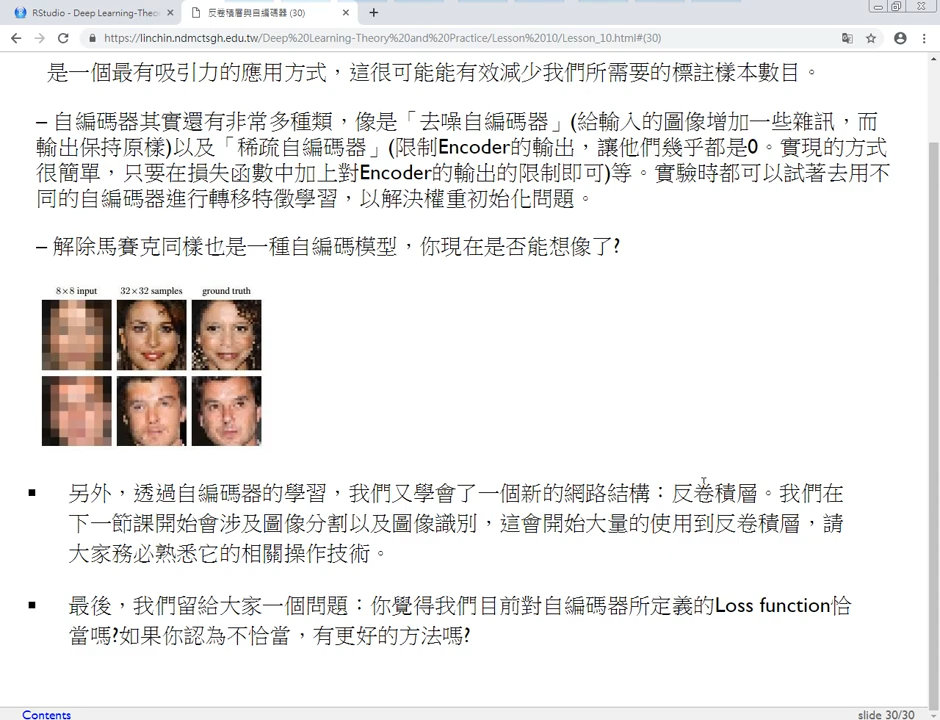 RStudio - Deep Learning-Theo
反卷積層與自編碼器 (30)
https://linchin.ndmctsgh.edu.tw/Deep%20Learning-Theory%20and%20Practice/Lesson%2010/Lesson_10.html#(30)
是一個最有吸引力的應用方式，這很可能能有效減少我們所需要的標註樣本數目。
– 自編碼器其實還有非常多種類，像是「去噪自編碼器」(給輸入的圖像增加一些雜訊，而
輸出保持原樣)以及「稀疏自編碼器」(限制Encoder的輸出，讓他們幾乎都是0。實現的方式
很簡單，只要在損失函數中加上對Encoder的輸出的限制即可)等。實驗時都可以試著去用不
同的自編碼器進行轉移特徵學習，以解決權重初始化問題。
– 解除馬賽克同樣也是一種自編碼模型，你現在是否能想像了?
8×8 input 32×32 samples ground truth
▪ 另外，透過自編碼器的學習，我們又學會了一個新的網路結構：反卷積層。我們在
下一節課開始會涉及圖像分割以及圖像識別，這會開始大量的使用到反卷積層，請
大家務必熟悉它的相關操作技術。
▪ 最後，我們留給大家一個問題：你覺得我們目前對自編碼器所定義的Loss function恰
當嗎?如果你認為不恰當，有更好的方法嗎?
Contents slide 30/30